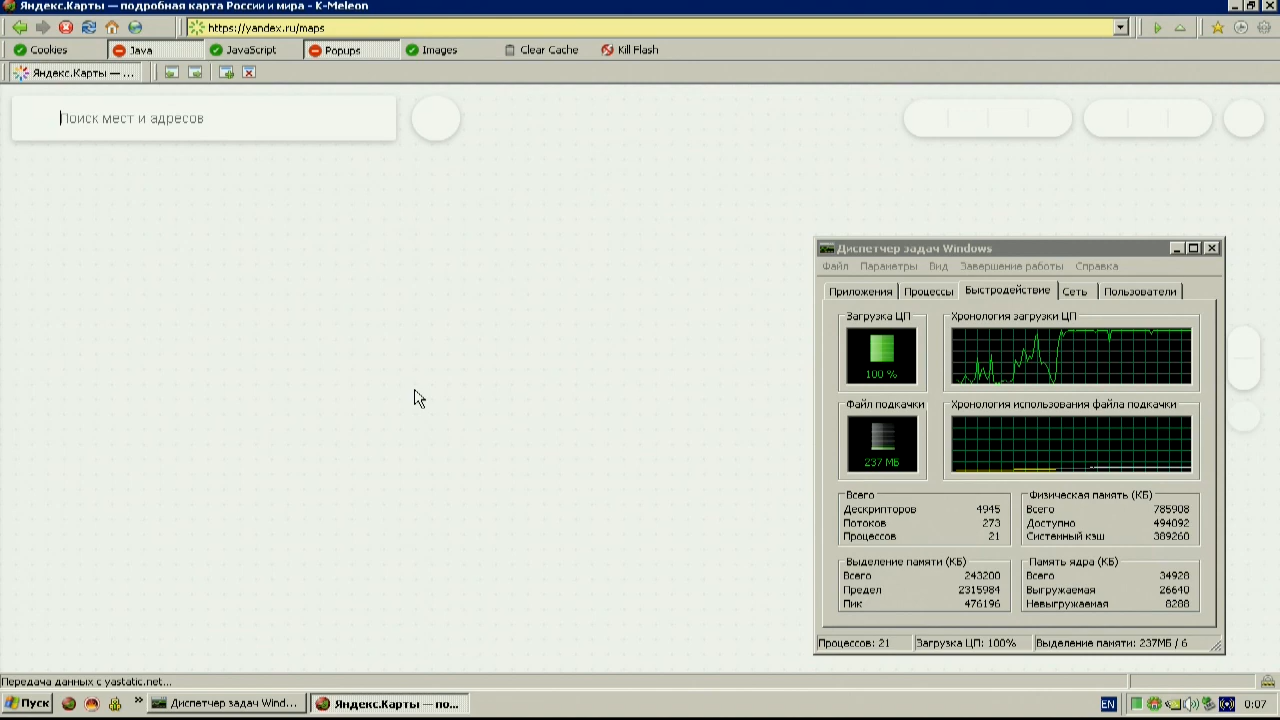 Яндекс.Карты — подробная карта России и мира - K-Meleon
https://yandex.ru/maps
Cookies Java JavaScript Popups Images Clear Cache Kill Flash
Яндекс.Карты — ...
Поиск мест и адресов
Диспетчер задач Windows
Файл Параметры Вид Завершение работы Справка
Приложения Процессы Быстродействие Сеть Пользователи
Загрузка ЦП Хронология загрузки ЦП
100 %
Файл подкачки Хронология использования файла подкачки
237 МБ
Всего
Дескрипторов 4945
Потоков 273
Процессов 21
Физическая память (КБ)
Всего 785908
Доступно 494092
Системный кэш 389260
Выделение памяти (КБ)
Всего 243200
Предел 2315984
Пик 476196
Память ядра (КБ)
Всего 34928
Выгружаемая 26640
Невыгружаемая 8288
Процессов: 21 Загрузка ЦП: 100% Выделение памяти: 237МБ / 6
Передача данных с yastatic.net...
Пуск » Диспетчер задач Wind... Яндекс.Карты — по... EN 0:07